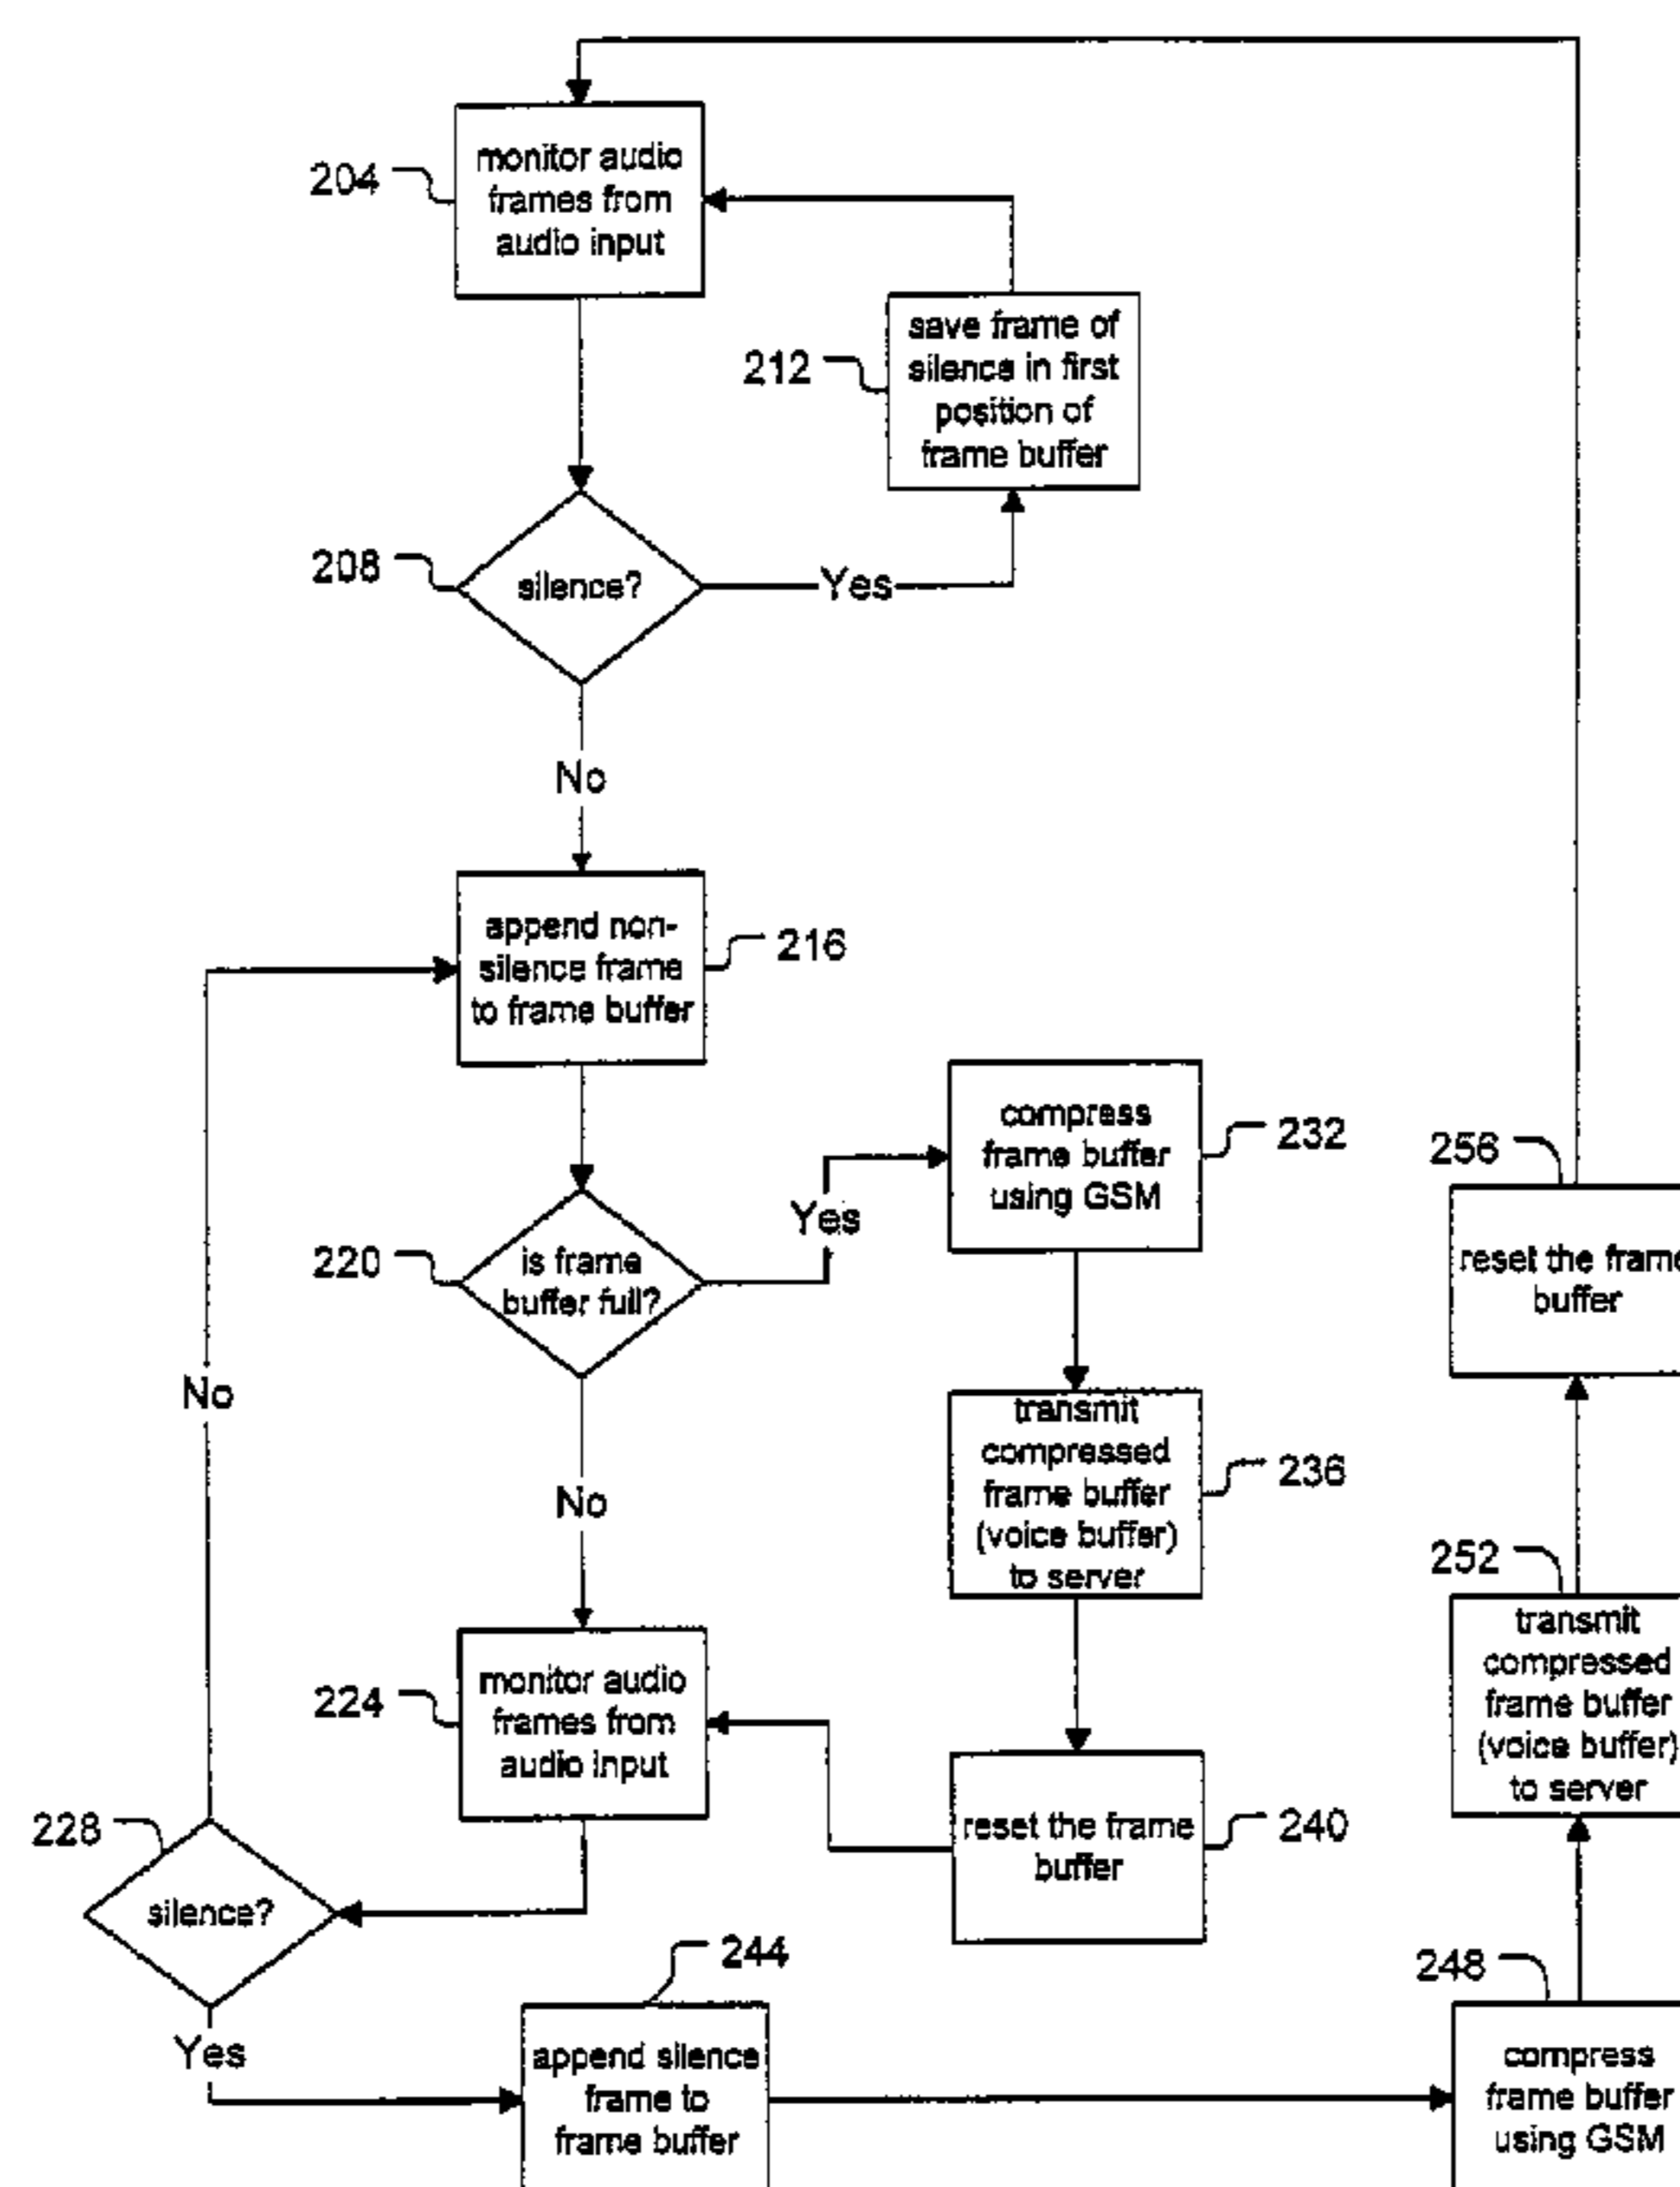 204
monitor audio
frames from
audio input
212
save frame of
silence in first
position of
frame buffer
208
silence?
Yes
No
append non-
silence frame
to frame buffer
216
compress
frame buffer
using GSM
232
256
reset the frame
buffer
220
is frame
buffer full?
Yes
No
No
transmit
compressed
frame buffer
(voice buffer)
to server
236
252
transmit
compressed
frame buffer
(voice buffer)
to server
224
monitor audio
frames from
audio input
reset the frame
buffer
240
228
silence?
Yes
244
append silence
frame to
frame buffer
248
compress
frame buffer
using GSM